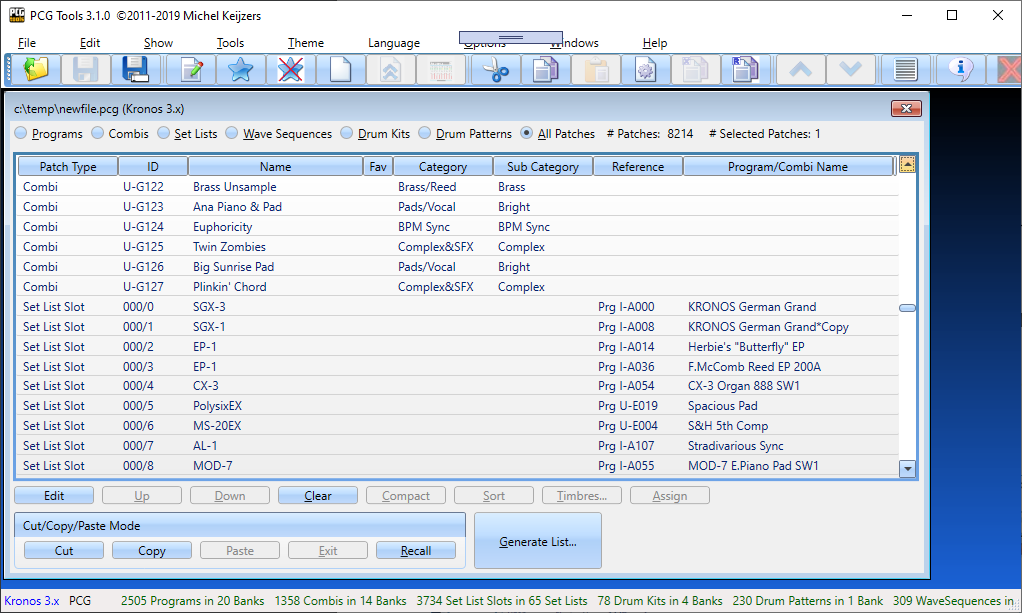 PCG Tools 3.1.0 ©2011-2019 Michel Keijzers
File Edit Show Tools Theme Language Options Windows Help
c:\temp\newfile.pcg (Kronos 3.x)
Programs Combis Set Lists Wave Sequences Drum Kits Drum Patterns All Patches # Patches: 8214 # Selected Patches: 1
Patch Type ID Name Fav Category Sub Category Reference Program/Combi Name
Combi U-G122 Brass Unsample Brass/Reed Brass
Combi U-G123 Ana Piano & Pad Pads/Vocal Bright
Combi U-G124 Euphoricity BPM Sync BPM Sync
Combi U-G125 Twin Zombies Complex&SFX Complex
Combi U-G126 Big Sunrise Pad Pads/Vocal Bright
Combi U-G127 Plinkin' Chord Complex&SFX Complex
Set List Slot 000/0 SGX-3 Prg I-A000 KRONOS German Grand
Set List Slot 000/1 SGX-1 Prg I-A008 KRONOS German Grand*Copy
Set List Slot 000/2 EP-1 Prg I-A014 Herbie's "Butterfly" EP
Set List Slot 000/3 EP-1 Prg I-A036 F.McComb Reed EP 200A
Set List Slot 000/4 CX-3 Prg I-A054 CX-3 Organ 888 SW1
Set List Slot 000/5 PolysixEX Prg U-E019 Spacious Pad
Set List Slot 000/6 MS-20EX Prg U-E004 S&H 5th Comp
Set List Slot 000/7 AL-1 Prg I-A107 Stradivarious Sync
Set List Slot 000/8 MOD-7 Prg I-A055 MOD-7 E.Piano Pad SW1
Edit Up Down Clear Compact Sort Timbres... Assign
Cut/Copy/Paste Mode
Cut Copy Paste Exit Recall
Generate List...
Kronos 3.x PCG 2505 Programs in 20 Banks 1358 Combis in 14 Banks 3734 Set List Slots in 65 Set Lists 78 Drum Kits in 4 Banks 230 Drum Patterns in 1 Bank 309 WaveSequences in